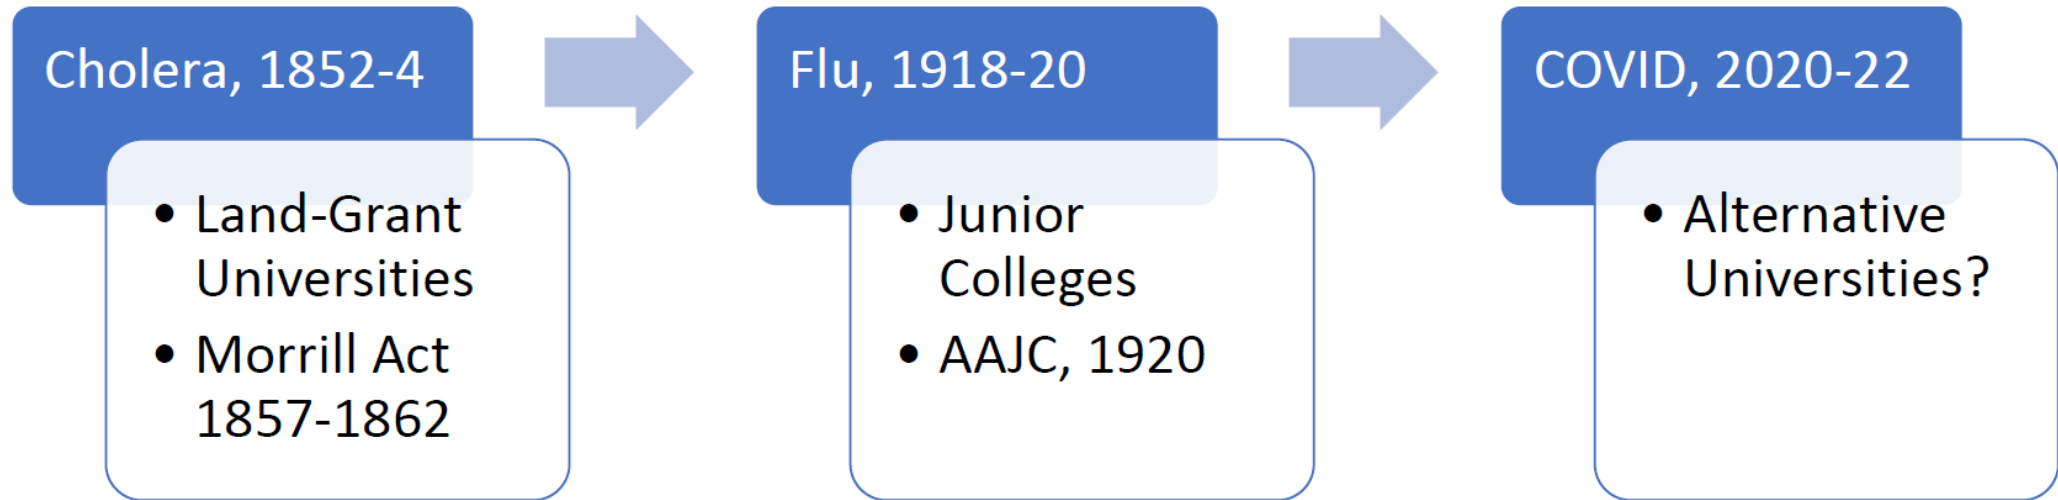 Cholera, 1852-4
• Land-Grant
Universities
• Morrill Act
1857-1862
Flu, 1918-20
• Junior
Colleges
• AAJC, 1920
COVID, 2020-22
• Alternative
Universities?